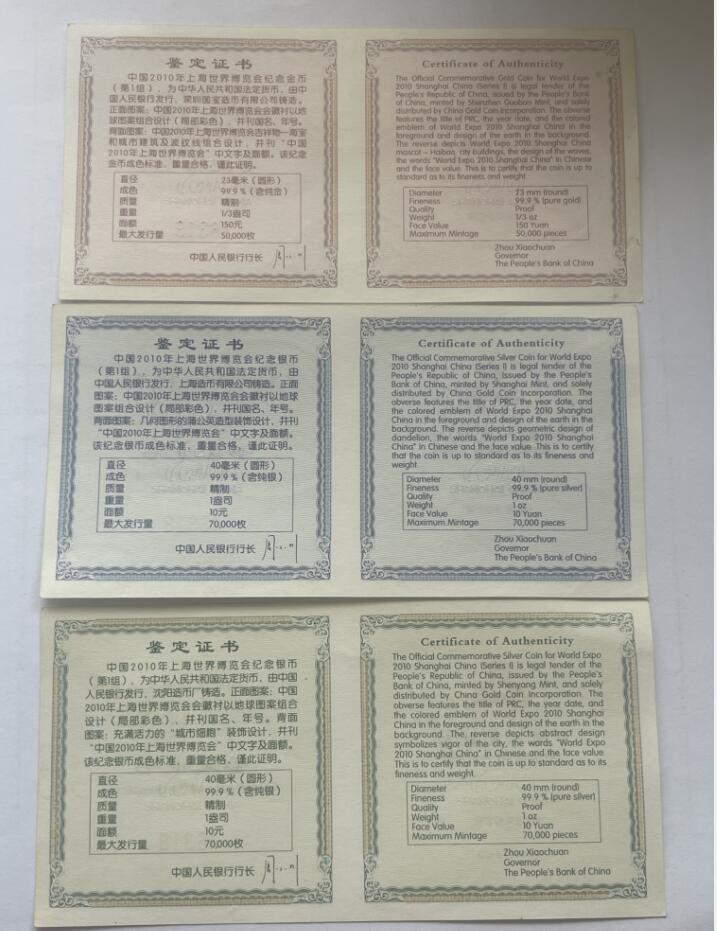 鉴定证书
中国2010年上海世界博览会纪念金币
（第1组），为中华人民共和国法定货币，由中
国人民银行发行，深圳国宝造币有限公司铸造。
正面图案：中国2010年上海世界博览会会徽衬以地
球图案组合设计（局部彩色），并刊国名、年号。
背面图案：中国2010年上海世界博览会吉祥物—海宝
和城市建筑及波纹线组合设计，并刊“中国
2010年上海世界博览会”中文字及面额。该纪念
金币成色标准，重量合格，谨此证明。
直径 23毫米（圆形）
成色 99.9％（含纯金）
质量 精制
重量 1/3盎司
面额 150元
最大发行量 50,000枚
中国人民银行行长
Certificate of Authenticity
The Official Commemorative Gold Coin for World Expo
2010 Shanghai China (Series I) is legal tender of the
People's Republic of China, issued by the People's Bank
of China, minted by Shenzhen Guobao Mint, and solely
distributed by China Gold Coin Incorporation. The obverse
features the title of PRC, the year date, and the colored
emblem of World Expo 2010 Shanghai China in the
foreground and design of the earth in the background.
The reverse depicts World Expo 2010 Shanghai China
mascot – Haibao, city buildings, the design of the waves,
the words "World Expo 2010 Shanghai China" in Chinese
and the face value. This is to certify that the coin is up to
standard as to its fineness and weight.
Diameter 23 mm (round)
Fineness 99.9 % (pure gold)
Quality Proof
Weight 1/3 oz
Face Value 150 Yuan
Maximum Mintage 50,000 pieces
Zhou Xiaochuan
Governor
The People's Bank of China
鉴定证书
中国2010年上海世界博览会纪念银币
（第1组），为中华人民共和国法定货币，由
中国人民银行发行，上海造币有限公司铸造。正面
图案：中国2010年上海世界博览会会徽衬以地球
图案组合设计（局部彩色），并刊国名、年号。
背面图案：几何图形的蒲公英造型装饰设计，并刊
“中国2010年上海世界博览会”中文字及面额。
该纪念银币成色标准，重量合格，谨此证明。
直径 40毫米（圆形）
成色 99.9％（含纯银）
质量 精制
重量 1盎司
面额 10元
最大发行量 70,000枚
中国人民银行行长
Certificate of Authenticity
The Official Commemorative Silver Coin for World Expo
2010 Shanghai China (Series I) is legal tender of the
People's Republic of China, issued by the People's
Bank of China, minted by Shanghai Mint, and solely
distributed by China Gold Coin Incorporation. The
obverse features the title of PRC, the year date, and
the colored emblem of World Expo 2010 Shanghai China
in the foreground and design of the earth in the
background. The reverse depicts geometric design of
dandelion, the words "World Expo 2010 Shanghai
China" in Chinese and the face value. This is to certify
that the coin is up to standard as to its fineness and
weight.
Diameter 40 mm (round)
Fineness 99.9 % (pure silver)
Quality Proof
Weight 1 oz
Face Value 10 Yuan
Maximum Mintage 70,000 pieces
Zhou Xiaochuan
Governor
The People's Bank of China
鉴定证书
中国2010年上海世界博览会纪念银币
（第1组），为中华人民共和国法定货币，由中国
人民银行发行，沈阳造币厂铸造。正面图案：中国
2010年上海世界博览会会徽衬以地球图案组合
设计（局部彩色），并刊国名、年号。背面
图案：充满活力的“城市细胞”装饰设计，并刊
“中国2010年上海世界博览会”中文字及面额。
该纪念银币成色标准，重量合格，谨此证明。
直径 40毫米（圆形）
成色 99.9％（含纯银）
质量 精制
重量 1盎司
面额 10元
最大发行量 70,000枚
中国人民银行行长
Certificate of Authenticity
The Official Commemorative Silver Coin for World Expo
2010 Shanghai China (Series I) is legal tender of the
People's Republic of China, issued by the People's
Bank of China, minted by Shenyang Mint, and solely
distributed by China Gold Coin Incorporation. The
obverse features the title of PRC, the year date, and
the colored emblem of World Expo 2010 Shanghai
China in the foreground and design of the earth in the
background. The reverse depicts abstract design
symbolizes vigor of the city, the words "World Expo
2010 Shanghai China" in Chinese and the face value.
This is to certify that the coin is up to standard as to its
fineness and weight.
Diameter 40 mm (round)
Fineness 99.9 % (pure silver)
Quality Proof
Weight 1 oz
Face Value 10 Yuan
Maximum Mintage 70,000 pieces
Zhou Xiaochuan
Governor
The People's Bank of China